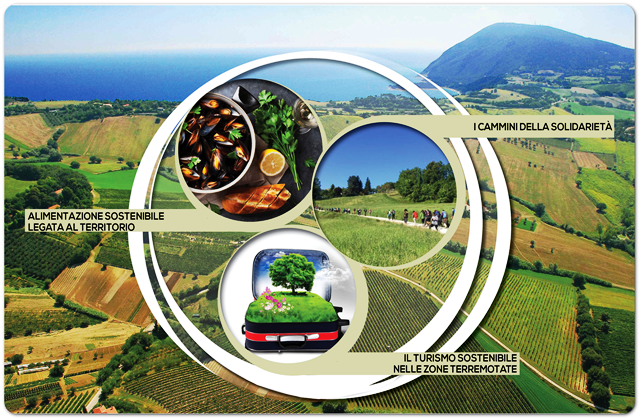 I CAMMINI DELLA SOLIDARIETÀ
ALIMENTAZIONE SOSTENIBILE
LEGATA AL TERRITORIO
IL TURISMO SOSTENIBILE
NELLE ZONE TERREMOTATE